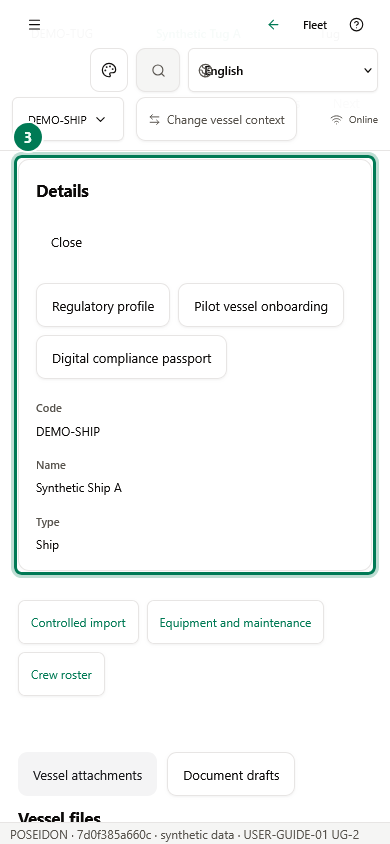 Fleet
English
DEMO-SHIP
Change vessel context
Online
3
Details
Close
Regulatory profile
Pilot vessel onboarding
Digital compliance passport
Code
DEMO-SHIP
Name
Synthetic Ship A
Type
Ship
Controlled import
Equipment and maintenance
Crew roster
Vessel attachments
Document drafts
Vessel files
POSEIDON · 7d0f385a660c · synthetic data · USER-GUIDE-01 UG-2